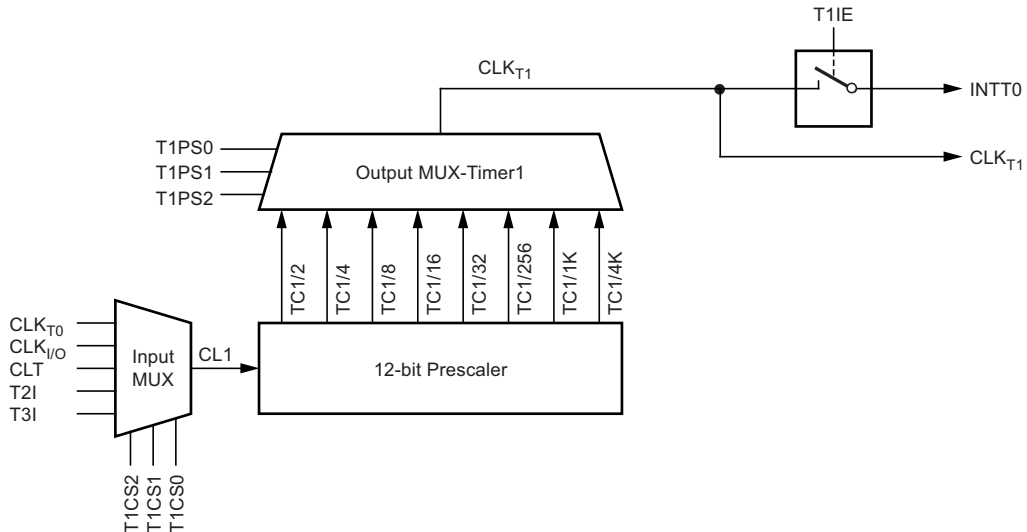 T1IE
CLKT1
INTT0
T1PS0
T1PS1
T1PS2
Output MUX-Timer1
CLKT1
TC1/2
TC1/4
TC1/8
TC1/16
TC1/32
TC1/256
TC1/1K
TC1/4K
CLKT0
CLKI/O
CLT
T2I
T3I
Input
MUX
CL1
12-bit Prescaler
T1CS2
T1CS1
T1CS0